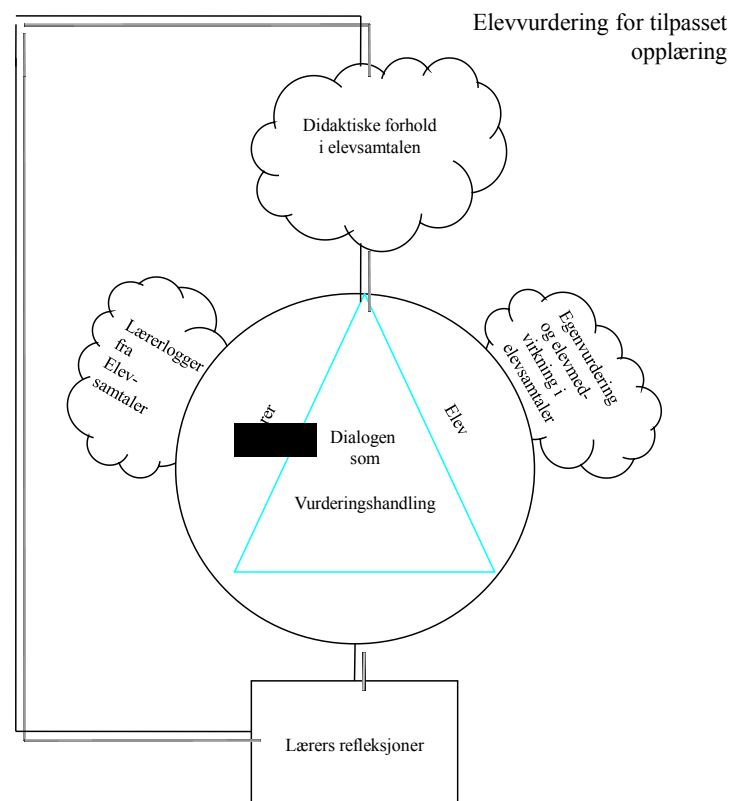 Elevvurdering for tilpasset
opplæring
Didaktiske forhold
i elevsamtalen
Lærerlogger
fra
Elev-
samtaler
Egenvurdering
og elevmed-
virkning i
elevsamtaler
Elev
Dialogen
som
Vurderingshandling
Lærers refleksjoner